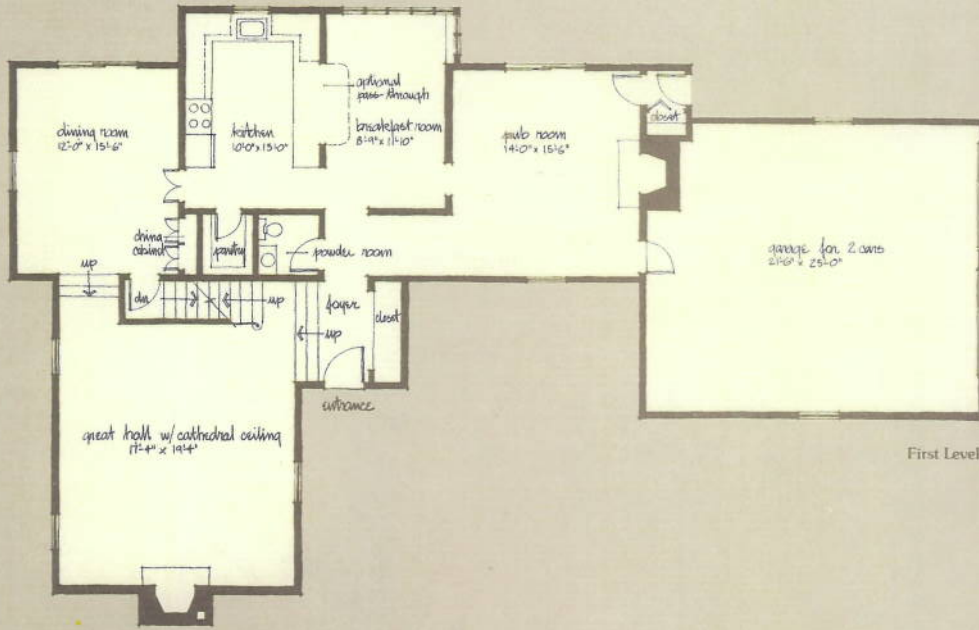 dining room
12'-0" x 15'-6"
kitchen
10'-0" x 13'-0"
optional
pass-through
breakfast room
8'-9" x 11'-10"
pub room
14'-0" x 15'-6"
closet
garage for 2 cars
21'-6" x 25'-0"
china
cabinet
pantry
powder room
up
dn
up
foyer
up
closet
entrance
great hall w/ cathedral ceiling
17'-4" x 19'-4"
First Level